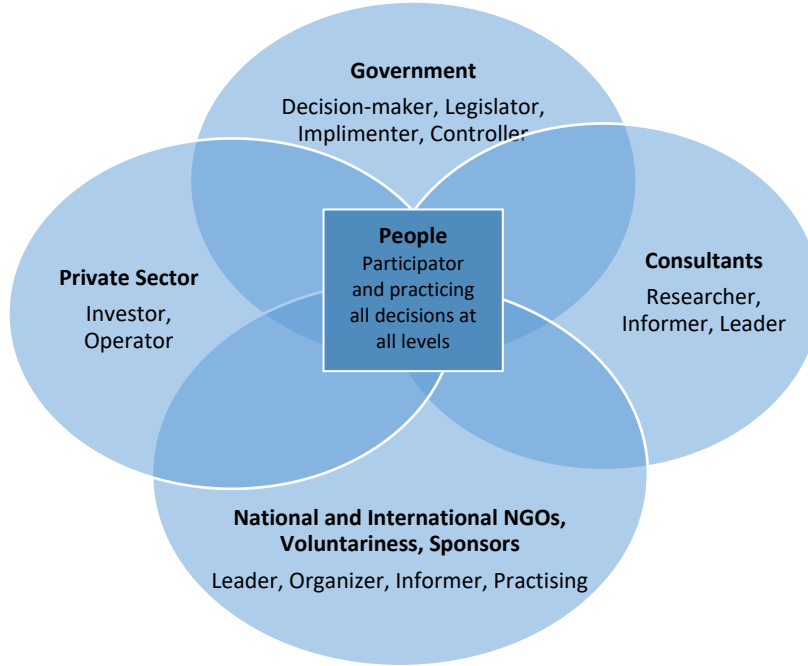 Government
Decision-maker, Legislator,
Implimenter, Controller
People
Participator
and practicing
all decisions at
all levels
Private Sector
Investor,
Operator
Consultants
Researcher,
Informer, Leader
National and International NGOs,
Voluntariness, Sponsors
Leader, Organizer, Informer, Practising